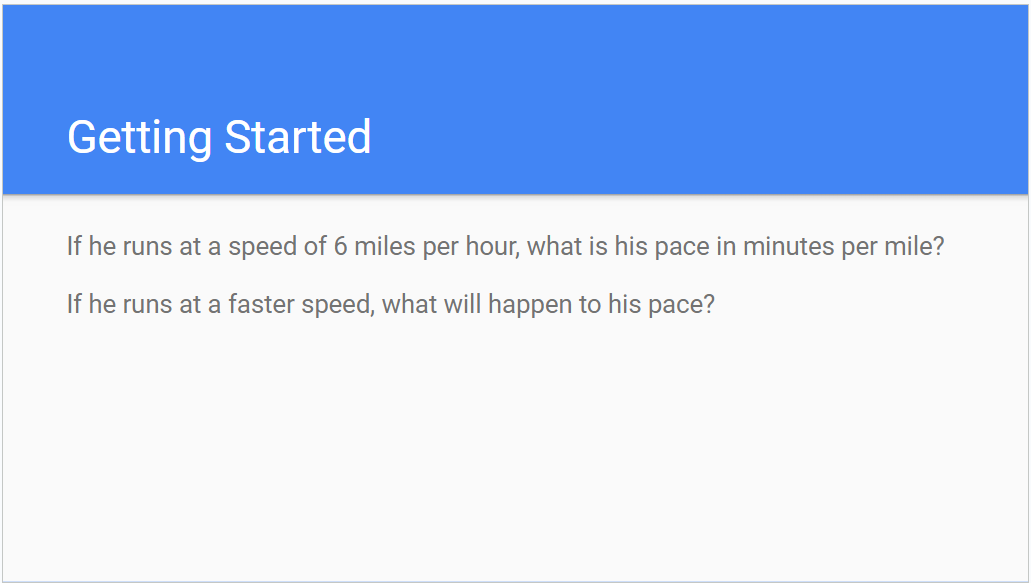 Getting Started
If he runs at a speed of 6 miles per hour, what is his pace in minutes per mile?
If he runs at a faster speed, what will happen to his pace?